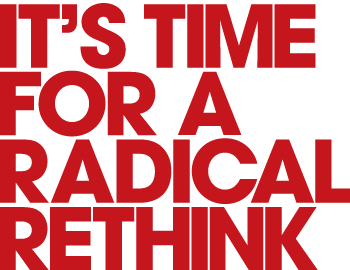 IT'S TIME
FOR A
RADICAL
RETHINK